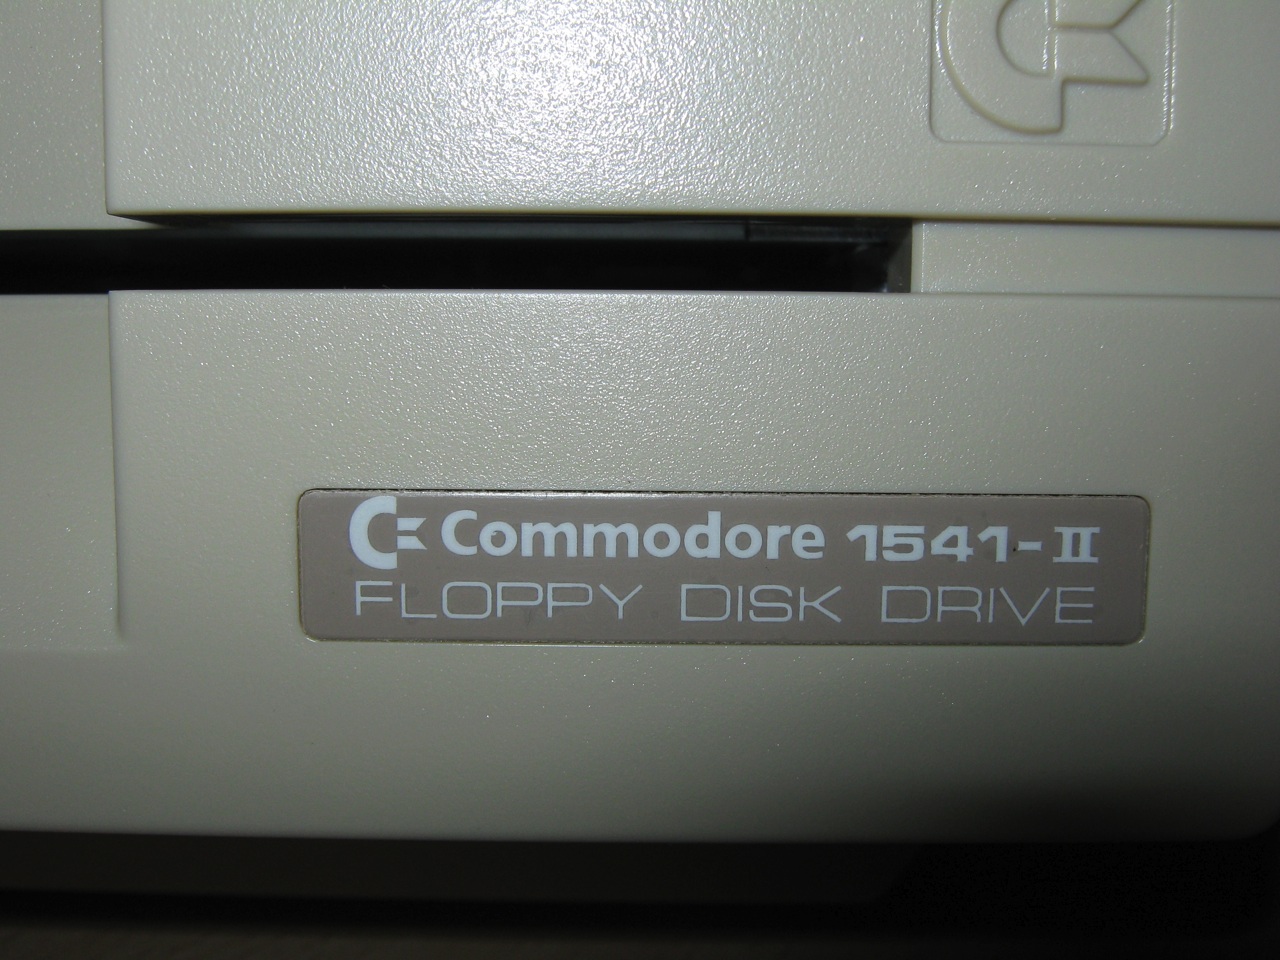 Commodore 1541-II
FLOPPY DISK DRIVE